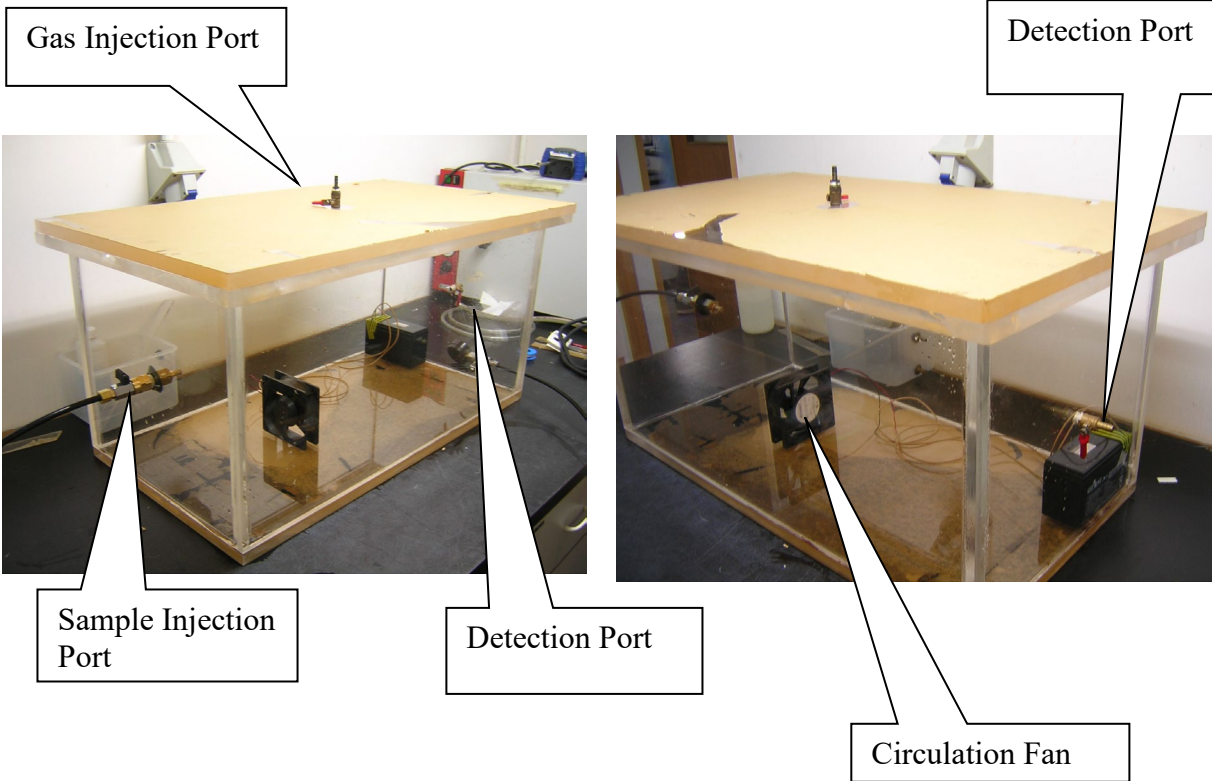 Gas Injection Port
Detection Port
Sample Injection
Port
Detection Port
Circulation Fan